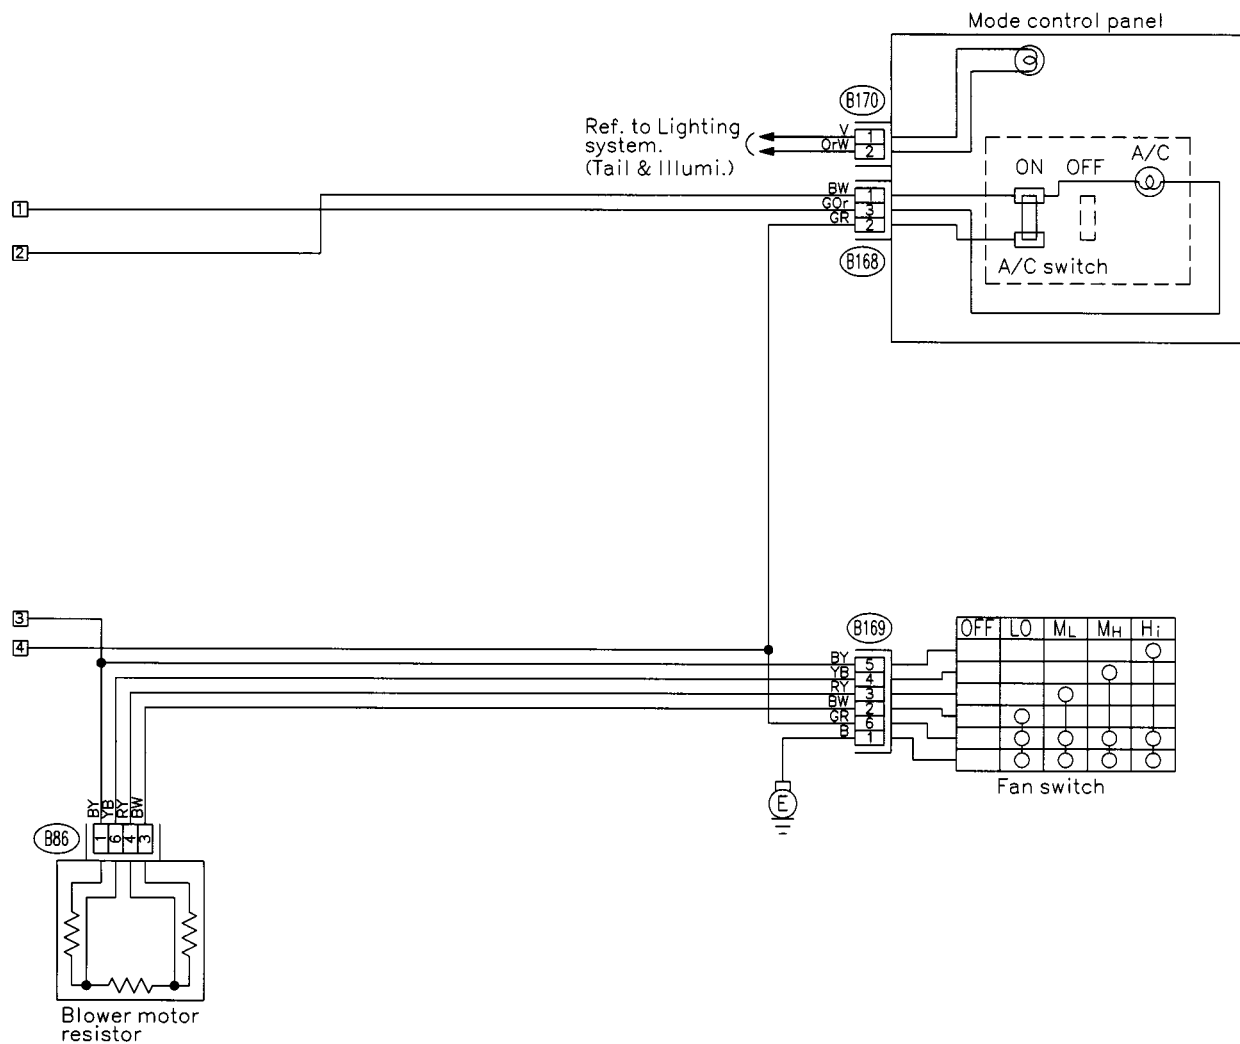 Mode control panel
B170
Ref. to Lighting
system.
(Tail & Illumi.)
V 1
OrW 2
ON OFF A/C
1
BW 1
GOr 3
GR 2
2
B168
A/C switch
3
B169
OFF LO ML MH Hi
4
BY 5
YB 4
RY 3
BW 2
GR 6
B 1
Fan switch
E
BY YB RY BW
B86
1 6 4 3
Blower motor
resistor